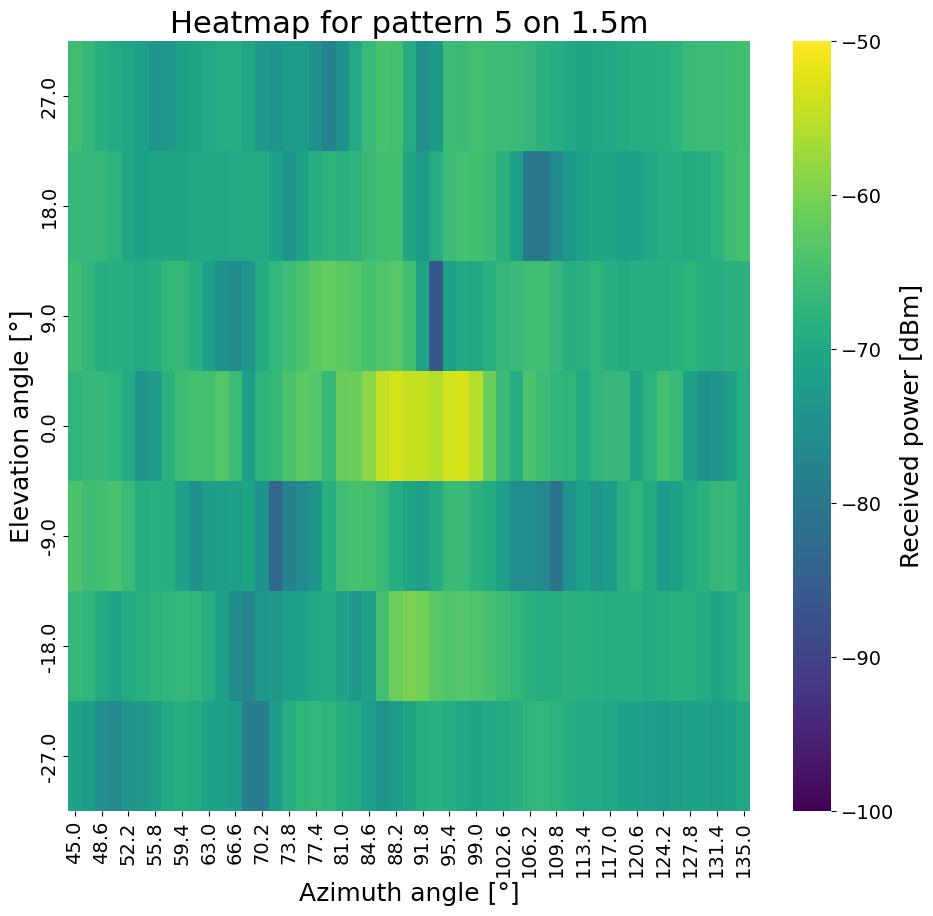 Heatmap for pattern 5 on 1.5m
Elevation angle [°]
27.0
18.0
9.0
0.0
-9.0
-18.0
-27.0
45.0 48.6 52.2 55.8 59.4 63.0 66.6 70.2 73.8 77.4 81.0 84.6 88.2 91.8 95.4 99.0 102.6 106.2 109.8 113.4 117.0 120.6 124.2 127.8 131.4 135.0
Azimuth angle [°]
−50
−60
−70
−80
−90
−100
Received power [dBm]